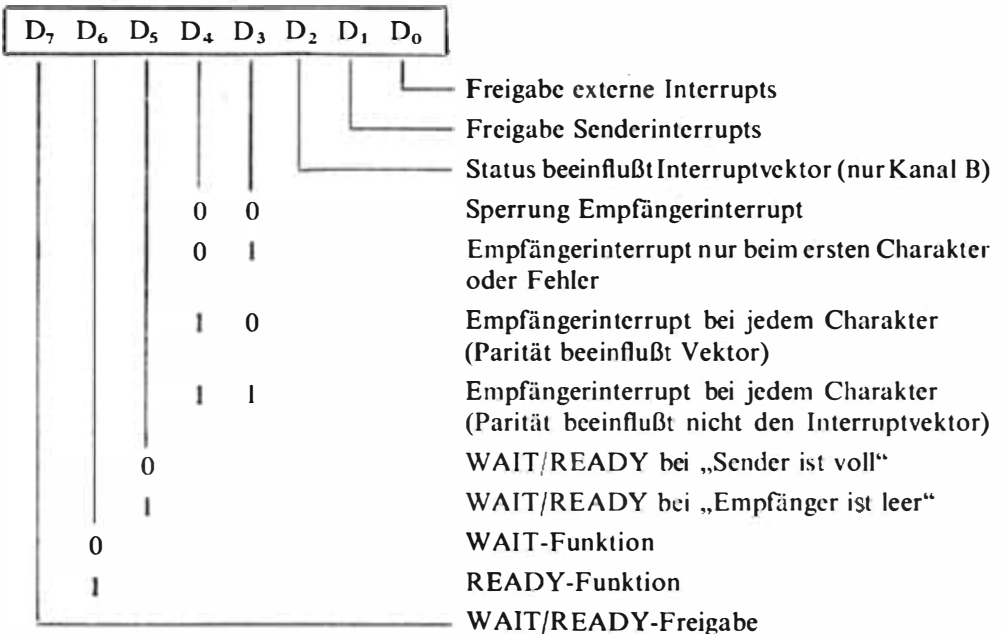 D₇ D₆ D₅ D₄ D₃ D₂ D₁ D₀
Freigabe externe Interrupts
Freigabe Senderinterrupts
Status beeinflußt Interruptvektor (nur Kanal B)
0 0 Sperrung Empfängerinterrupt
0 1 Empfängerinterrupt nur beim ersten Charakter
oder Fehler
1 0 Empfängerinterrupt bei jedem Charakter
(Parität beeinflußt Vektor)
1 1 Empfängerinterrupt bei jedem Charakter
(Parität beeinflußt nicht den Interruptvektor)
0 WAIT/READY bei „Sender ist voll“
1 WAIT/READY bei „Empfänger ist leer“
0 WAIT-Funktion
1 READY-Funktion
WAIT/READY-Freigabe